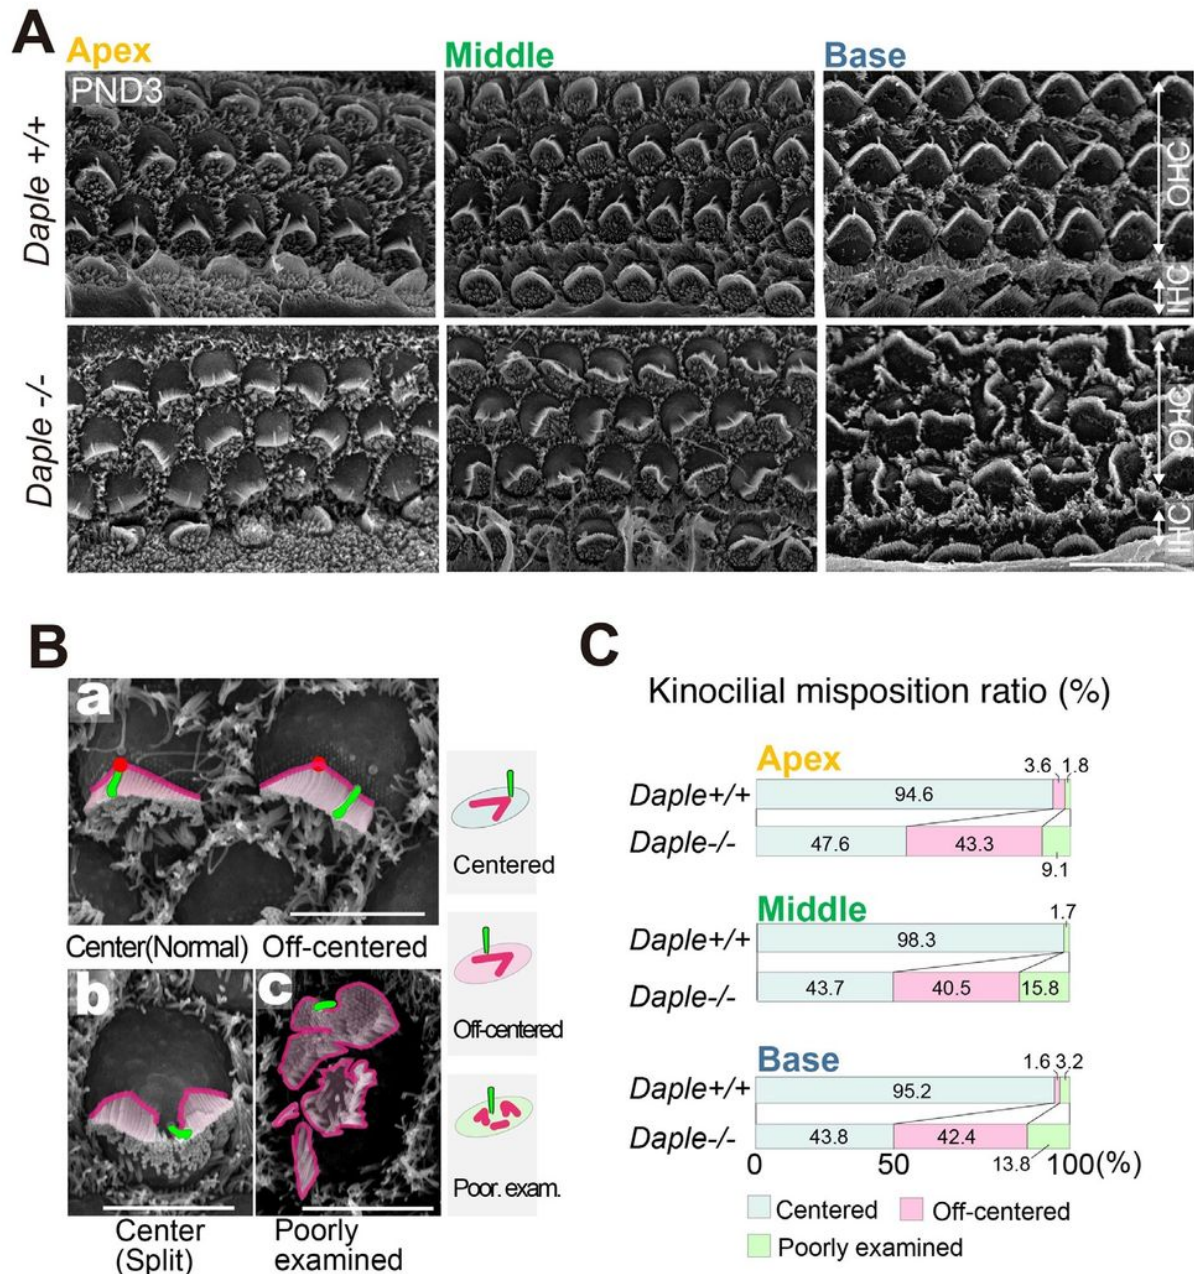 A
Apex
Middle
Base
PND3
Daple +/+
OHC
IHC
Daple -/-
OHC
IHC
B
a
Center(Normal) Off-centered
b
c
Center
(Split)
Poorly
examined
Centered
Off-centered
Poor. exam.
C
Kinocilial misposition ratio (%)
Apex
3.6 1.8
Daple+/+ 94.6
Daple-/- 47.6 43.3
9.1
Middle
1.7
Daple+/+ 98.3
Daple-/- 43.7 40.5 15.8
Base
1.6 3.2
Daple+/+ 95.2
Daple-/- 43.8 42.4
13.8
0 50 100(%)
Centered Off-centered
Poorly examined